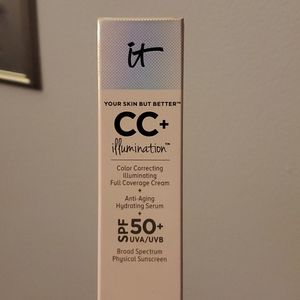 it
YOUR SKIN BUT BETTER™
CC+
illumination™
Color Correcting
Illuminating
Full Coverage Cream
+
Anti-Aging
Hydrating Serum
+
SPF 50+
UVA/UVB
Broad Spectrum
Physical Sunscreen